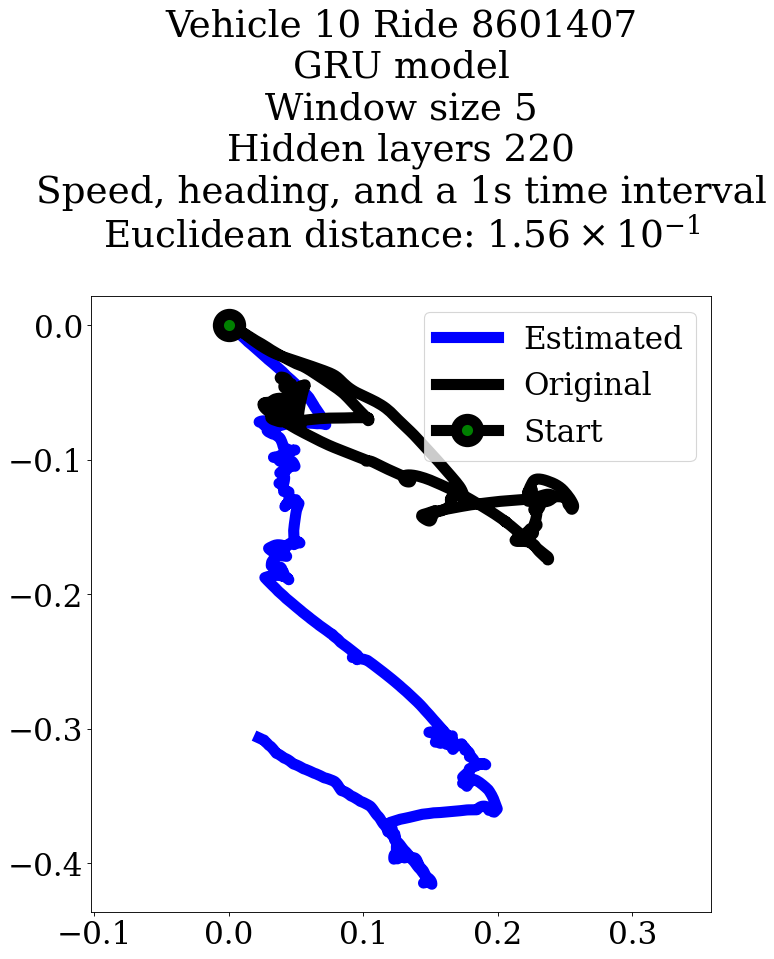 Vehicle 10 Ride 8601407
GRU model
Window size 5
Hidden layers 220
Speed, heading, and a 1s time interval
Euclidean distance: 1.56 × 10⁻¹
Estimated
Original
Start
0.0
−0.1
−0.2
−0.3
−0.4
−0.1 0.0 0.1 0.2 0.3